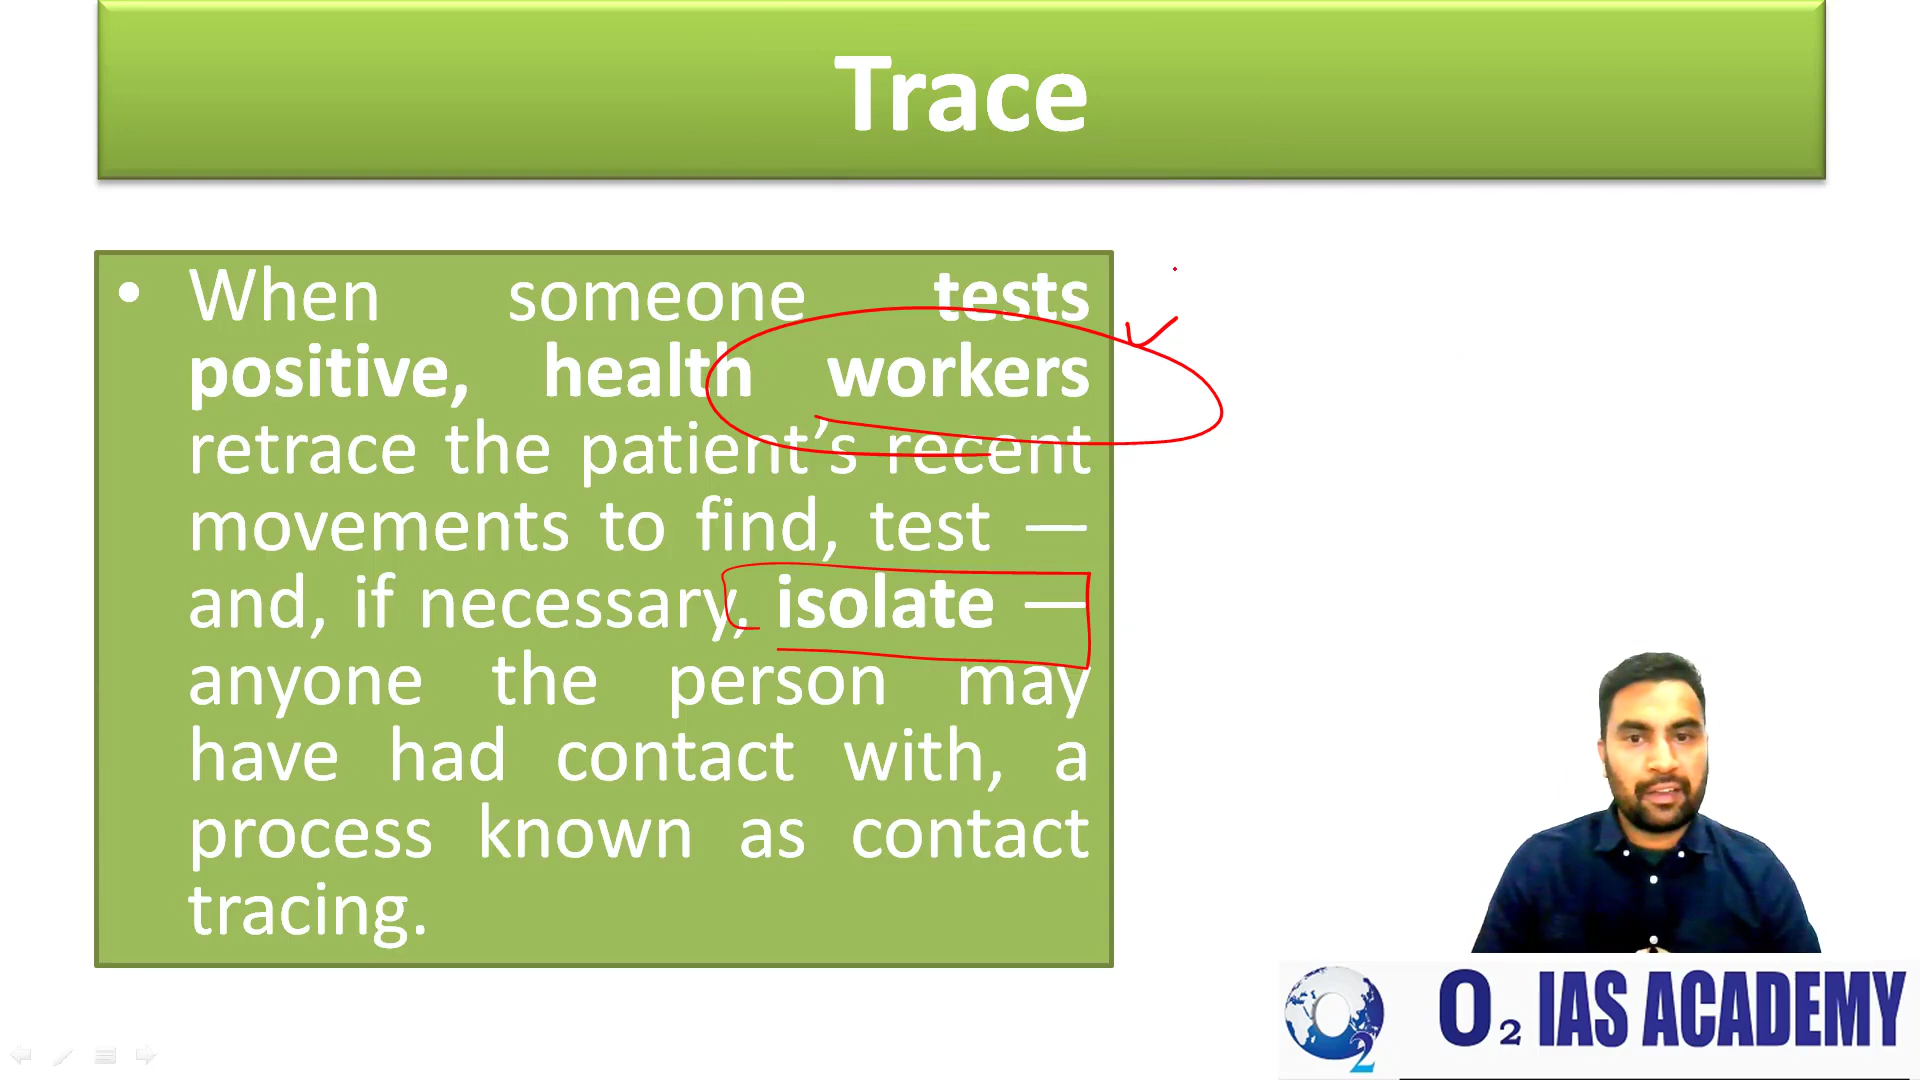 Trace
• When someone tests
positive, health workers
retrace the patient’s recent
movements to find, test —
and, if necessary, isolate —
anyone the person may
have had contact with, a
process known as contact
tracing.
O2
O2 IAS ACADEMY